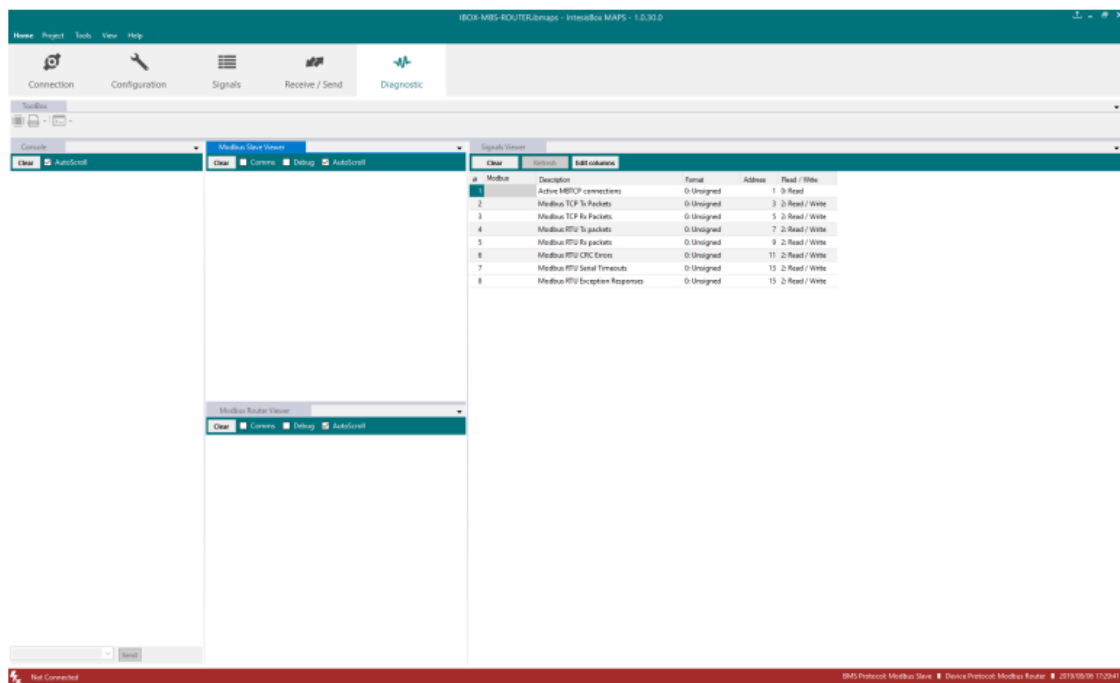 IBOX-MBS-ROUTER.ibmaps - IntesisBox MAPS - 1.0.30.0
Home Project Tools View Help
Connection Configuration Signals Receive / Send Diagnostic
ToolBox
Console Modbus Slave Viewer Signals Viewer
Clear AutoScroll Clear Comms Debug AutoScroll Clear Refresh Edit columns
# Modbus Description Format Address Read / Write
1 Active MBTCP connections 0: Unsigned 1 0: Read
2 Modbus TCP Tx Packets 0: Unsigned 3 2: Read / Write
3 Modbus TCP Rx Packets 0: Unsigned 5 2: Read / Write
4 Modbus RTU Tx packets 0: Unsigned 7 2: Read / Write
5 Modbus RTU Rx packets 0: Unsigned 9 2: Read / Write
6 Modbus RTU CRC Errors 0: Unsigned 11 2: Read / Write
7 Modbus RTU Serial Timeouts 0: Unsigned 13 2: Read / Write
8 Modbus RTU Exception Responses 0: Unsigned 15 2: Read / Write
Modbus Router Viewer
Clear Comms Debug AutoScroll
Send
Not Connected BMS Protocol: Modbus Slave Device Protocol: Modbus Router 2019/08/06 17:29:41